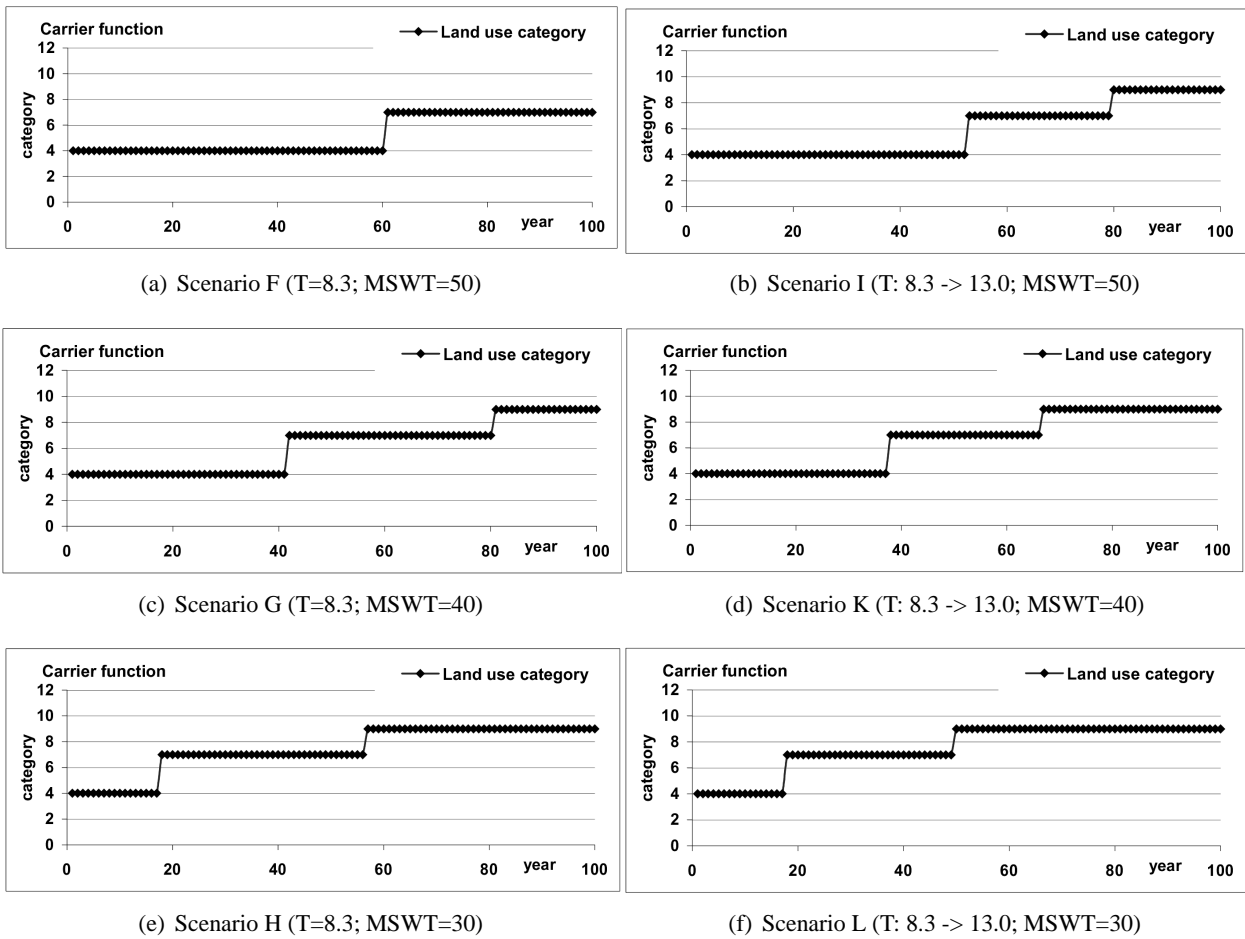 Carrier function
Land use category
12
10
8
6
4
2
0
category
0 20 40 60 80 100
year
(a) Scenario F (T=8.3; MSWT=50)
Carrier function
Land use category
12
10
8
6
4
2
0
category
0 20 40 60 80 100
year
(b) Scenario I (T: 8.3 -> 13.0; MSWT=50)
Carrier function
Land use category
12
10
8
6
4
2
0
category
0 20 40 60 80 100
year
(c) Scenario G (T=8.3; MSWT=40)
Carrier function
Land use category
12
10
8
6
4
2
0
category
0 20 40 60 80 100
year
(d) Scenario K (T: 8.3 -> 13.0; MSWT=40)
Carrier function
Land use category
12
10
8
6
4
2
0
category
0 20 40 60 80 100
year
(e) Scenario H (T=8.3; MSWT=30)
Carrier function
Land use category
12
10
8
6
4
2
0
category
0 20 40 60 80 100
year
(f) Scenario L (T: 8.3 -> 13.0; MSWT=30)